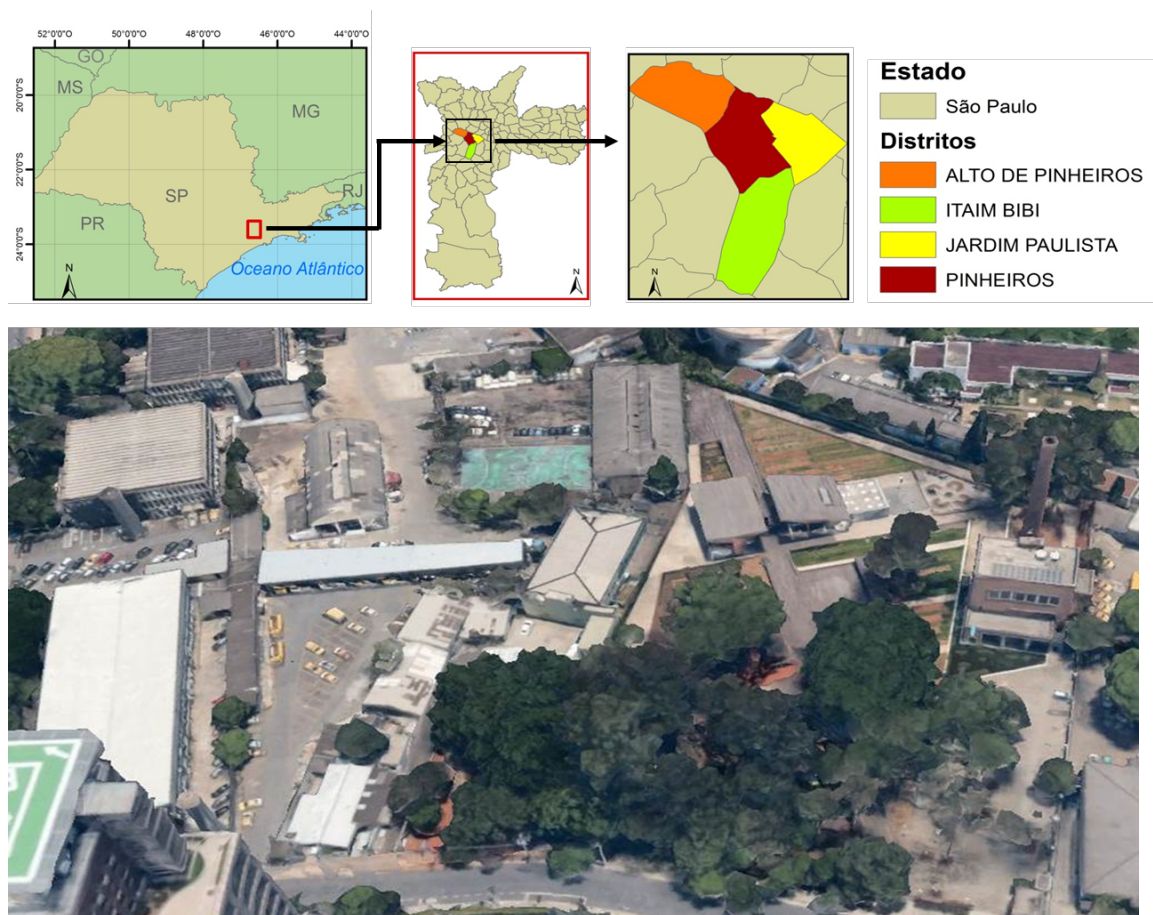 52°0'0"O 50°0'0"O 48°0'0"O 46°0'0"O 44°0'0"O
20°0'0"S
22°0'0"S
24°0'0"S
GO
MS
MG
SP
RJ
PR
Oceano Atlântico
N
N
N
Estado
São Paulo
Distritos
ALTO DE PINHEIROS
ITAIM BIBI
JARDIM PAULISTA
PINHEIROS